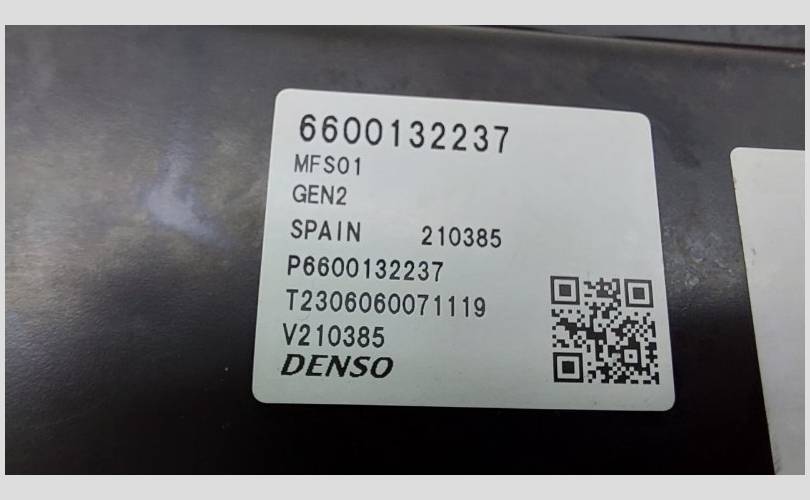 6600132237
MFS01
GEN2
SPAIN 210385
P6600132237
T2306060071119
V210385
DENSO